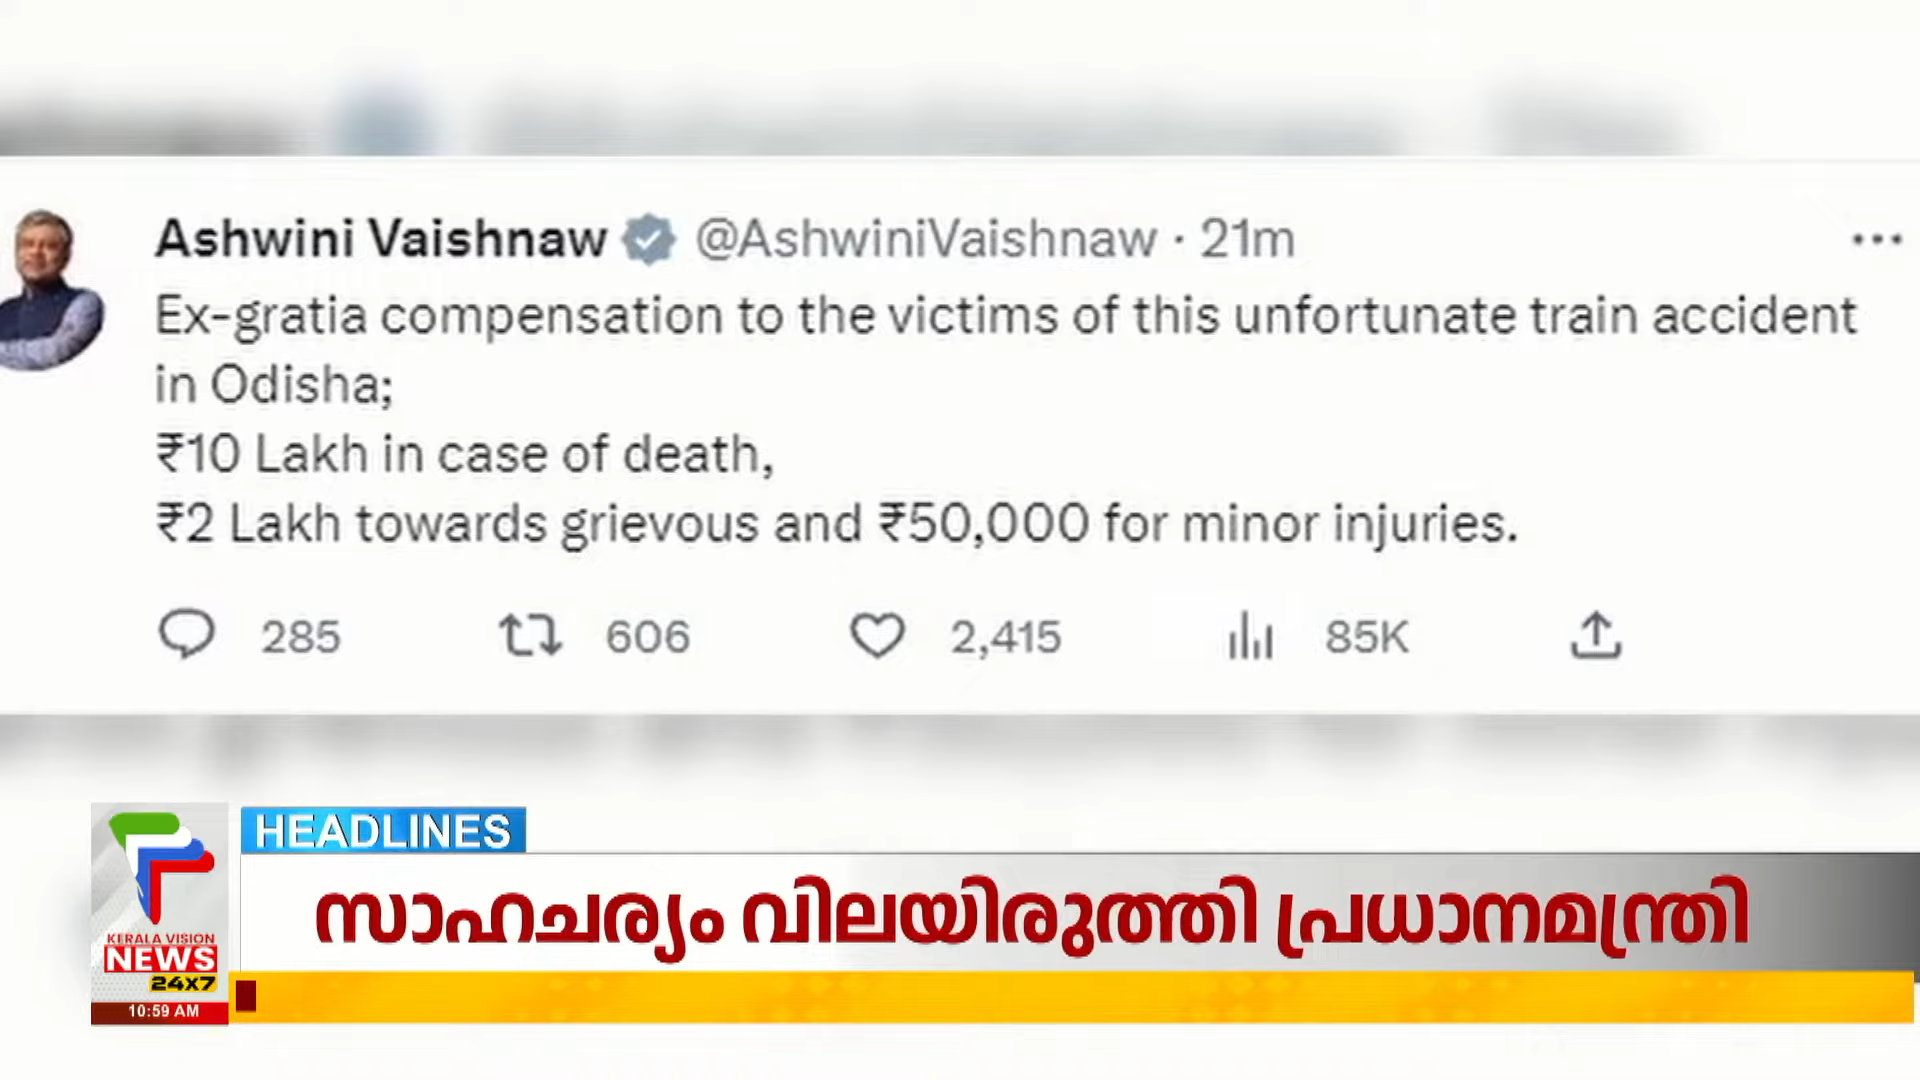 Ashwini Vaishnaw @AshwiniVaishnaw · 21m
Ex-gratia compensation to the victims of this unfortunate train accident
in Odisha;
₹10 Lakh in case of death,
₹2 Lakh towards grievous and ₹50,000 for minor injuries.
285 606 2,415 85K
HEADLINES
സാഹചര്യം വിലയിരുത്തി പ്രധാനമന്ത്രി
KERALA VISION
NEWS
24x7
10:59 AM